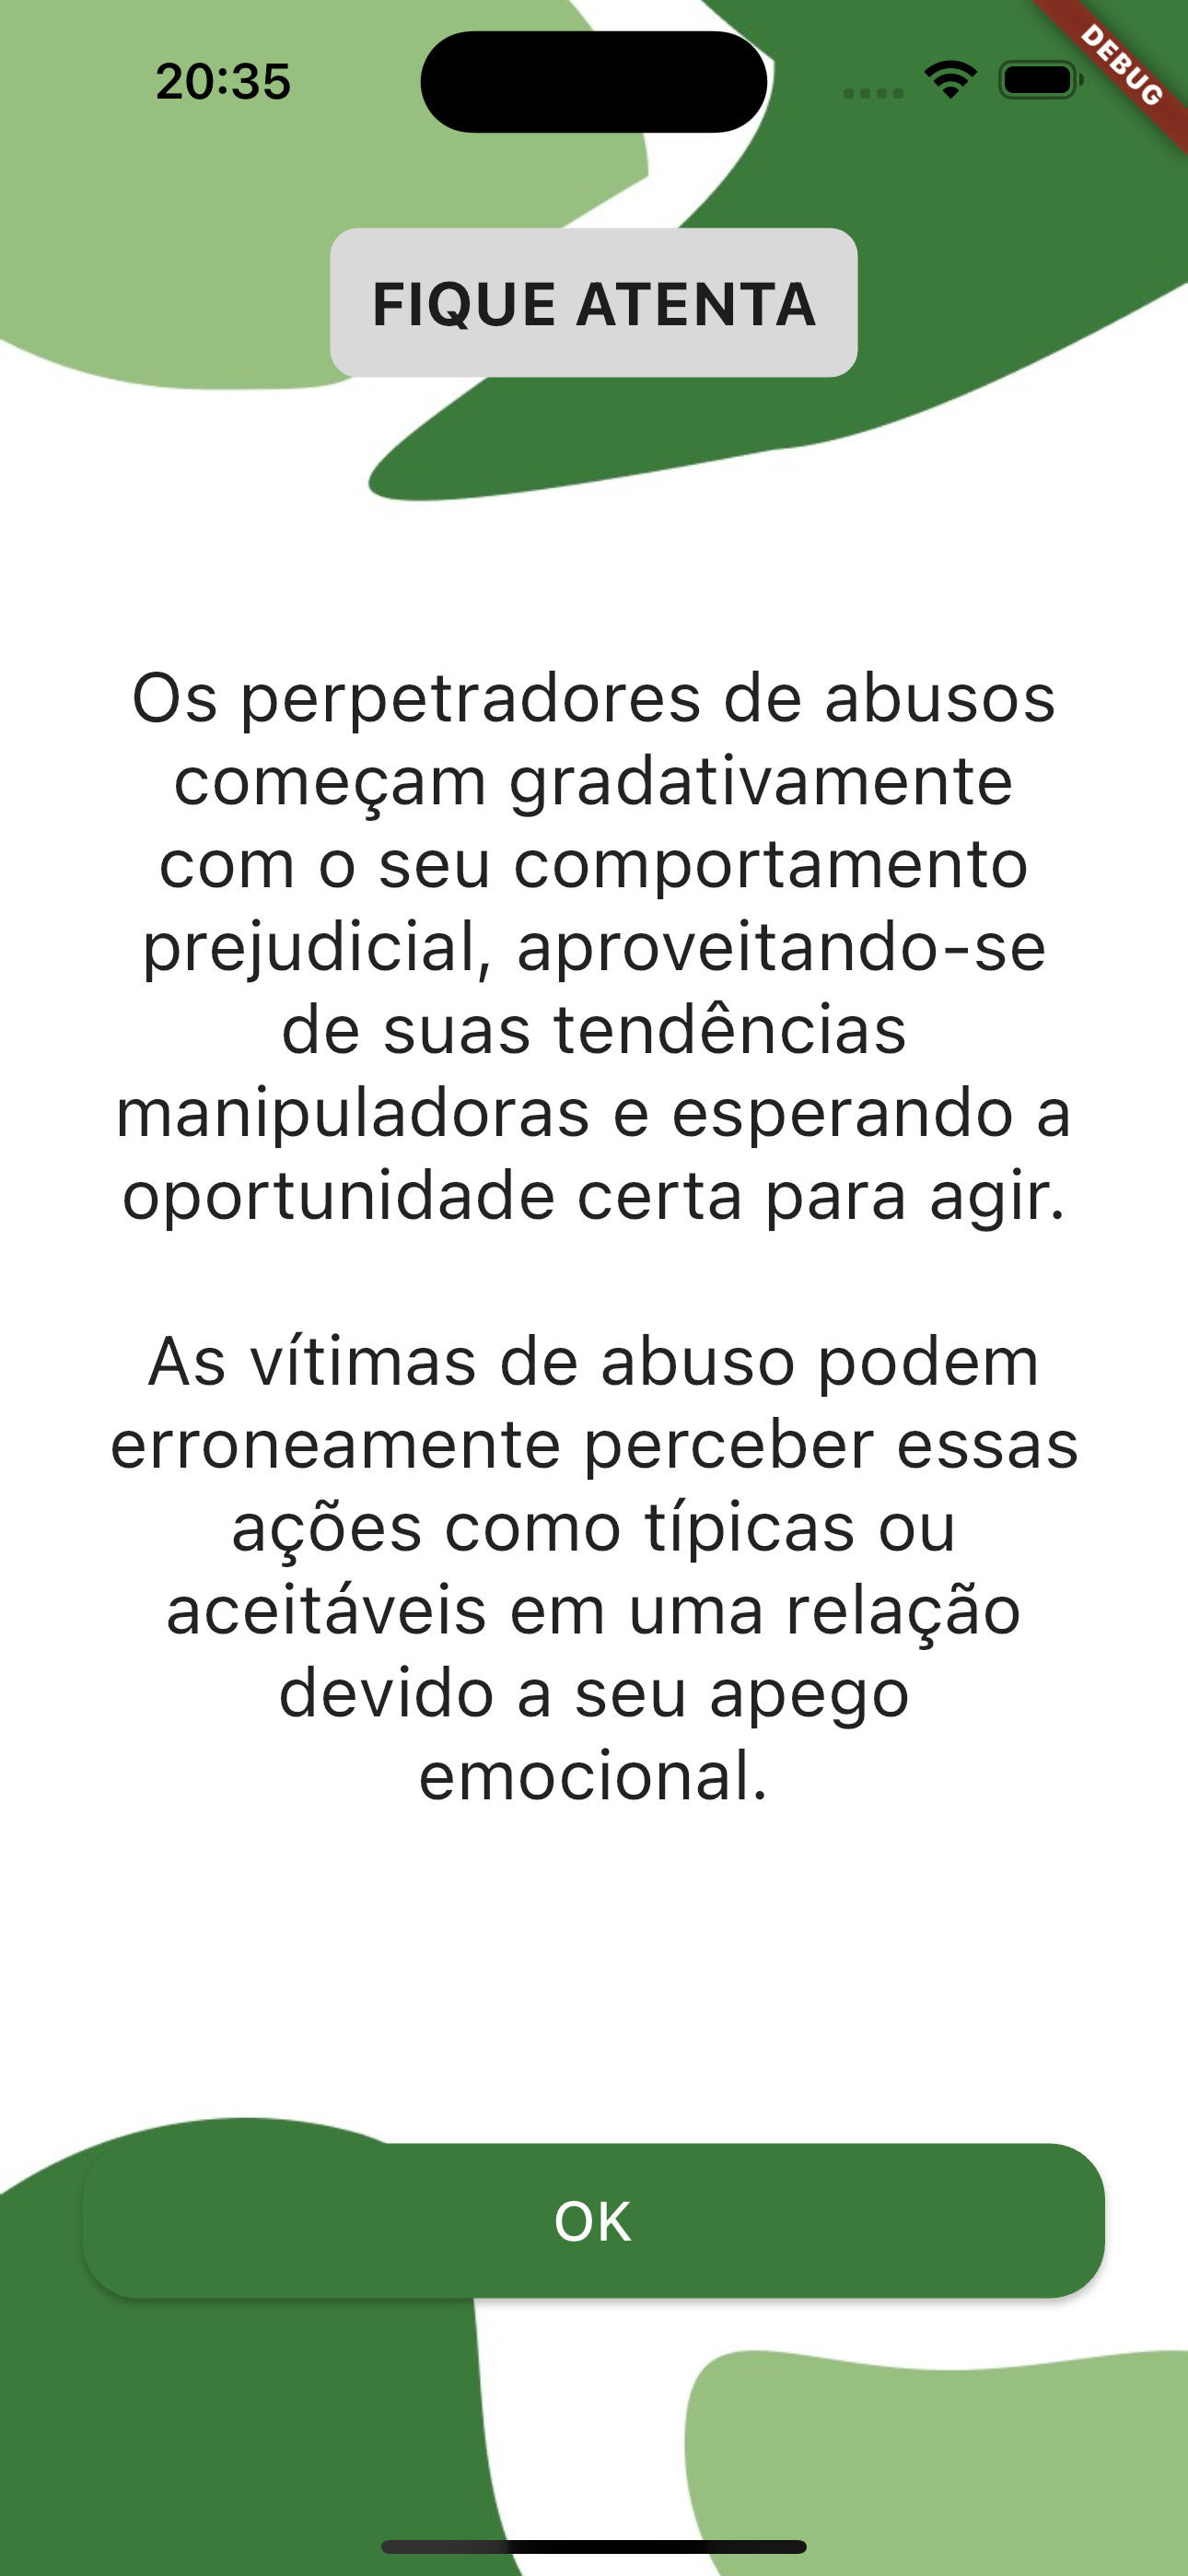 20:35
DEBUG
FIQUE ATENTA
Os perpetradores de abusos
começam gradativamente
com o seu comportamento
prejudicial, aproveitando-se
de suas tendências
manipuladoras e esperando a
oportunidade certa para agir.
As vítimas de abuso podem
erroneamente perceber essas
ações como típicas ou
aceitáveis em uma relação
devido a seu apego
emocional.
OK